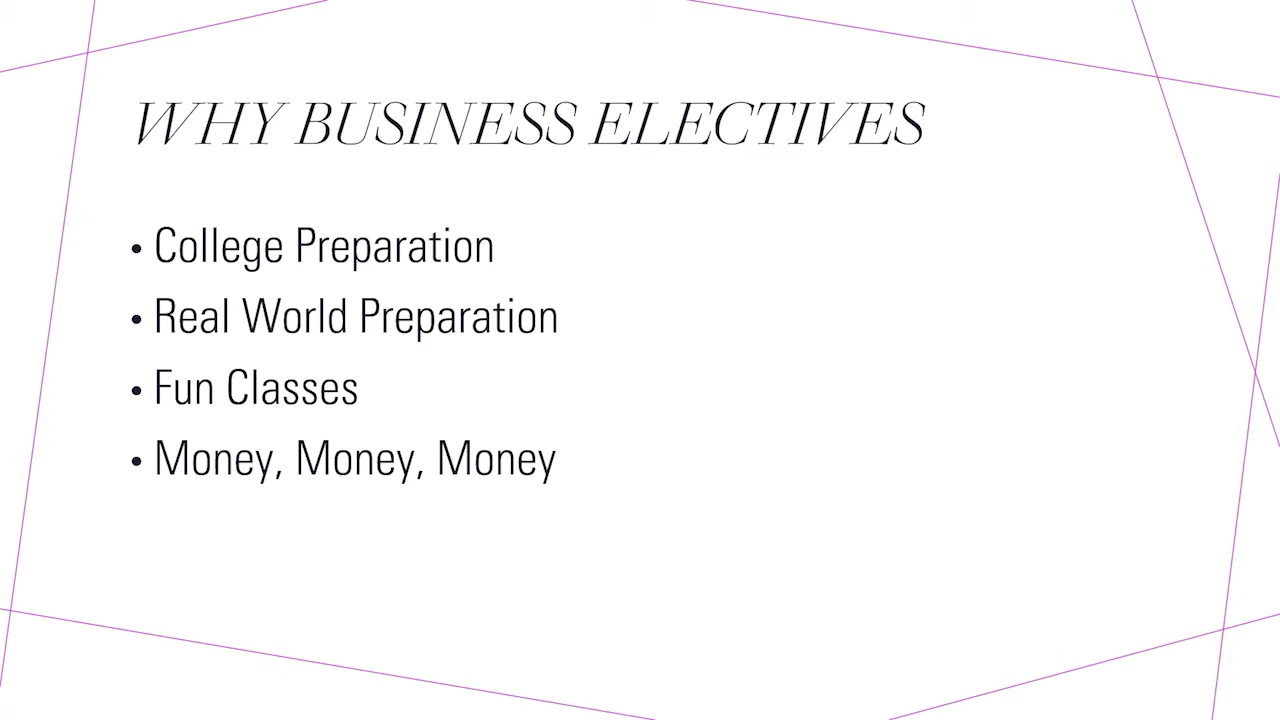 WHY BUSINESS ELECTIVES
• College Preparation
• Real World Preparation
• Fun Classes
• Money, Money, Money